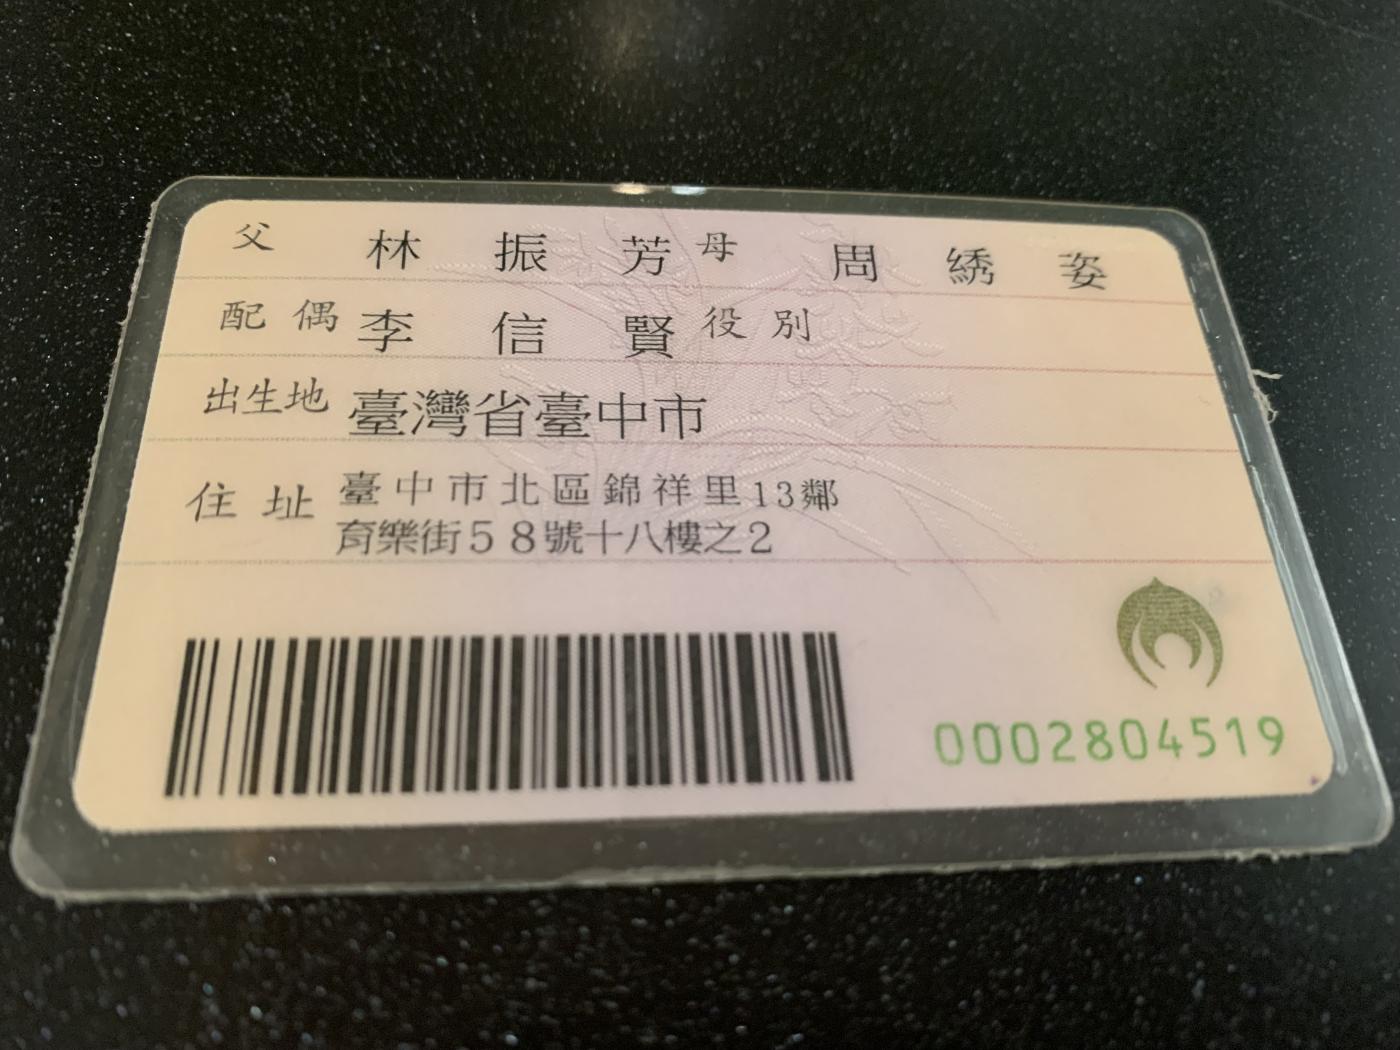 父 林振芳 母 周綉姿
配偶 李信賢 役別
出生地 臺灣省臺中市
住址 臺中市北區錦祥里13鄰
育樂街58號十八樓之2
0002804519